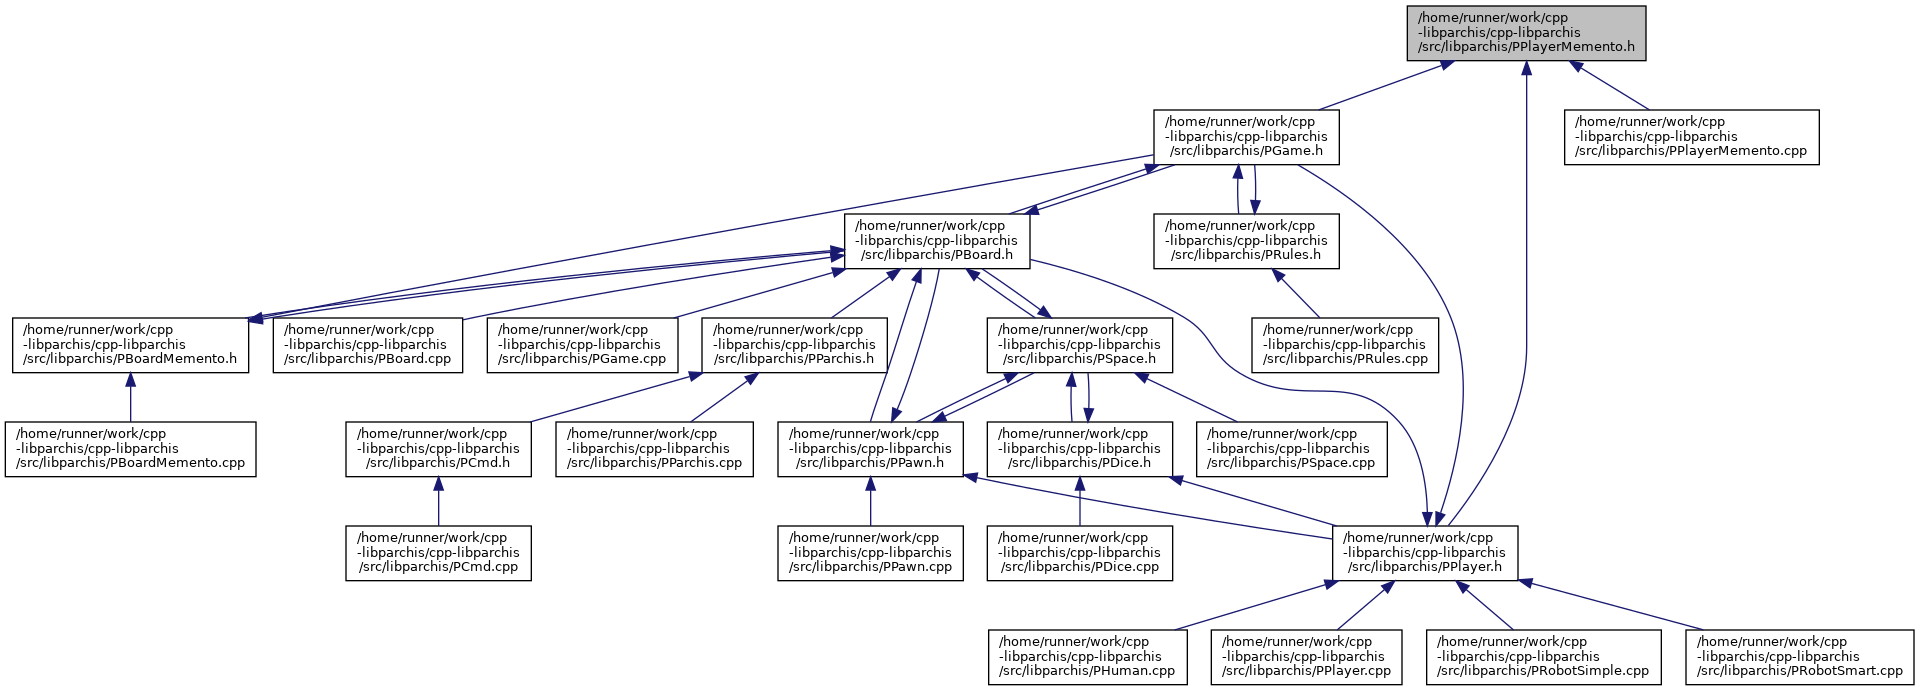 /home/runner/work/cpp
-libparchis/cpp-libparchis
/src/libparchis/PPlayerMemento.h
/home/runner/work/cpp
-libparchis/cpp-libparchis
/src/libparchis/PGame.h
/home/runner/work/cpp
-libparchis/cpp-libparchis
/src/libparchis/PPlayerMemento.cpp
/home/runner/work/cpp
-libparchis/cpp-libparchis
/src/libparchis/PBoard.h
/home/runner/work/cpp
-libparchis/cpp-libparchis
/src/libparchis/PRules.h
/home/runner/work/cpp
-libparchis/cpp-libparchis
/src/libparchis/PBoardMemento.h
/home/runner/work/cpp
-libparchis/cpp-libparchis
/src/libparchis/PBoard.cpp
/home/runner/work/cpp
-libparchis/cpp-libparchis
/src/libparchis/PGame.cpp
/home/runner/work/cpp
-libparchis/cpp-libparchis
/src/libparchis/PParchis.h
/home/runner/work/cpp
-libparchis/cpp-libparchis
/src/libparchis/PSpace.h
/home/runner/work/cpp
-libparchis/cpp-libparchis
/src/libparchis/PRules.cpp
/home/runner/work/cpp
-libparchis/cpp-libparchis
/src/libparchis/PBoardMemento.cpp
/home/runner/work/cpp
-libparchis/cpp-libparchis
/src/libparchis/PCmd.h
/home/runner/work/cpp
-libparchis/cpp-libparchis
/src/libparchis/PParchis.cpp
/home/runner/work/cpp
-libparchis/cpp-libparchis
/src/libparchis/PPawn.h
/home/runner/work/cpp
-libparchis/cpp-libparchis
/src/libparchis/PDice.h
/home/runner/work/cpp
-libparchis/cpp-libparchis
/src/libparchis/PSpace.cpp
/home/runner/work/cpp
-libparchis/cpp-libparchis
/src/libparchis/PCmd.cpp
/home/runner/work/cpp
-libparchis/cpp-libparchis
/src/libparchis/PPawn.cpp
/home/runner/work/cpp
-libparchis/cpp-libparchis
/src/libparchis/PDice.cpp
/home/runner/work/cpp
-libparchis/cpp-libparchis
/src/libparchis/PPlayer.h
/home/runner/work/cpp
-libparchis/cpp-libparchis
/src/libparchis/PHuman.cpp
/home/runner/work/cpp
-libparchis/cpp-libparchis
/src/libparchis/PPlayer.cpp
/home/runner/work/cpp
-libparchis/cpp-libparchis
/src/libparchis/PRobotSimple.cpp
/home/runner/work/cpp
-libparchis/cpp-libparchis
/src/libparchis/PRobotSmart.cpp